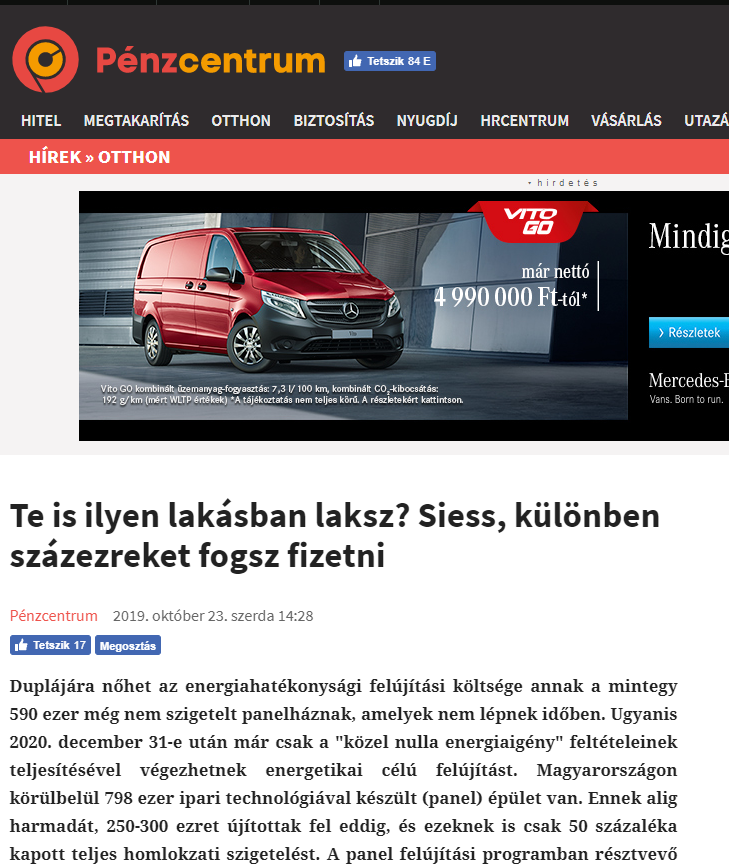 Pénzcentrum
Tetszik 84 E
HITEL MEGTAKARÍTÁS OTTHON BIZTOSÍTÁS NYUGDÍJ HRCENTRUM VÁSÁRLÁS UTAZÁ
HÍREK » OTTHON
- hirdetés
VITO
GO
már nettó
4 990 000 Ft-tól*
Vito GO kombinált üzemanyag-fogyasztás: 7,3 l/100 km, kombinált CO2-kibocsátás:
192 g/km (mért WLTP értékek) *A tájékoztatás nem teljes körű. A részletekért kattintson.
Vito
Mindig
› Részletek
Mercedes-B
Vans. Born to run.
Te is ilyen lakásban laksz? Siess, különben
százezreket fogsz fizetni
Pénzcentrum 2019. október 23. szerda 14:28
Tetszik 17 Megosztás
Duplájára nőhet az energiahatékonysági felújítási költsége annak a mintegy
590 ezer még nem szigetelt panelháznak, amelyek nem lépnek időben. Ugyanis
2020. december 31-e után már csak a "közel nulla energiaigény" feltételeinek
teljesítésével végezhetnek energetikai célú felújítást. Magyarországon
körülbelül 798 ezer ipari technológiával készült (panel) épület van. Ennek alig
harmadát, 250-300 ezret újítottak fel eddig, és ezeknek is csak 50 százaléka
kapott teljes homlokzati szigetelést. A panel felújítási programban résztvevő